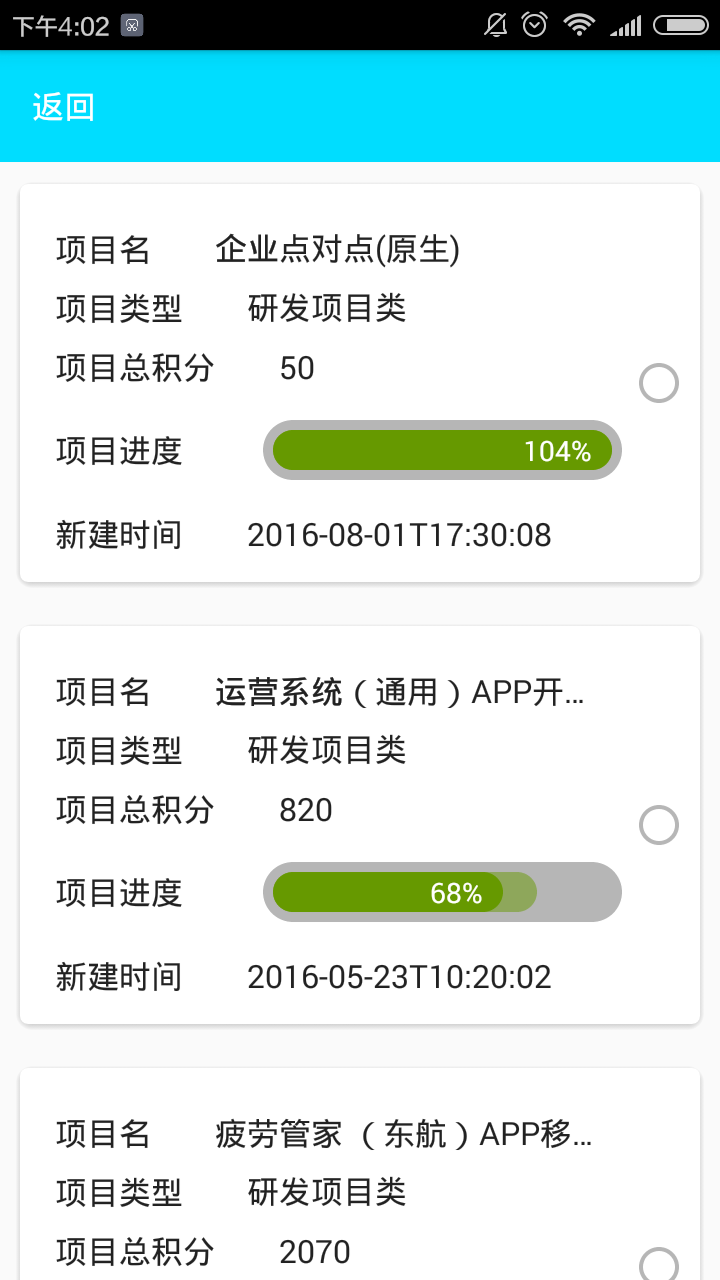 下午4:02
返回
项目名 企业点对点(原生)
项目类型 研发项目类
项目总积分 50
项目进度 104%
新建时间 2016-08-01T17:30:08
项目名 运营系统（通用）APP开...
项目类型 研发项目类
项目总积分 820
项目进度 68%
新建时间 2016-05-23T10:20:02
项目名 疲劳管家 （东航）APP移...
项目类型 研发项目类
项目总积分 2070